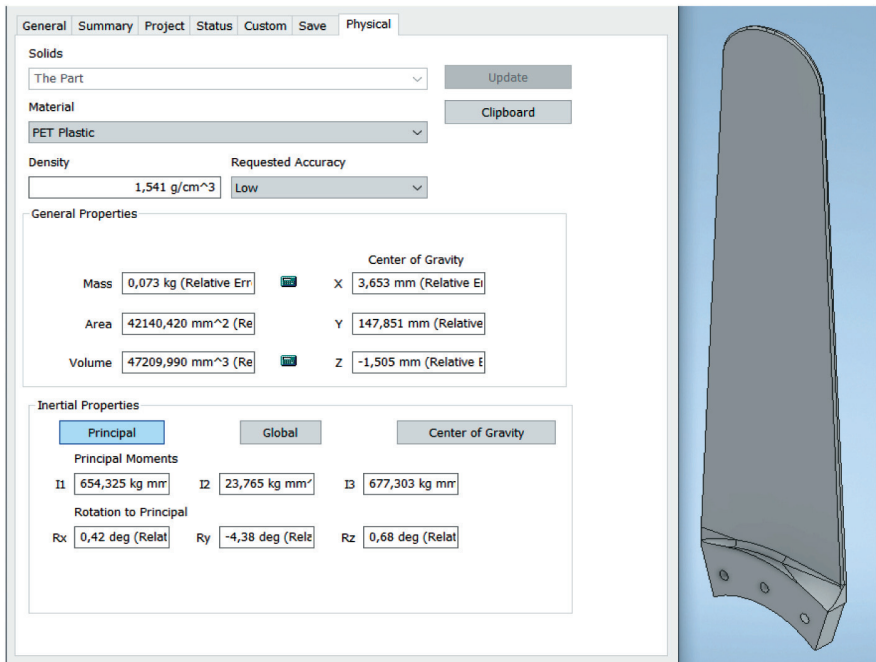 General Summary Project Status Custom Save Physical
Solids
The Part
Update
Material
Clipboard
PET Plastic
Density Requested Accuracy
1,541 g/cm^3 Low
General Properties
Center of Gravity
Mass 0,073 kg (Relative Err X 3,653 mm (Relative Er
Area 42140,420 mm^2 (Re Y 147,851 mm (Relative
Volume 47209,990 mm^3 (Re Z -1,505 mm (Relative E
Inertial Properties
Principal Global Center of Gravity
Principal Moments
I1 654,325 kg mm I2 23,765 kg mm^ I3 677,303 kg mm
Rotation to Principal
Rx 0,42 deg (Relat Ry -4,38 deg (Rela Rz 0,68 deg (Relat